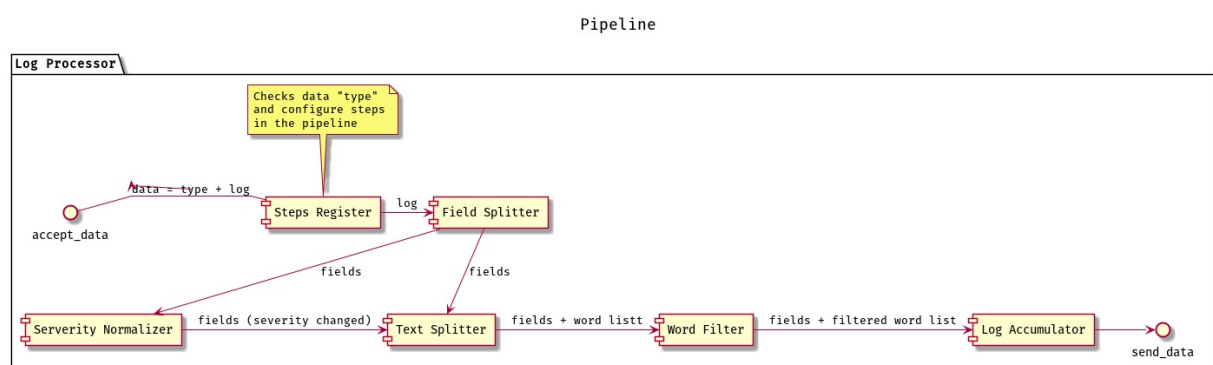 Pipeline
Log Processor
Checks data "type"
and configure steps
in the pipeline
data = type + log
Steps Register
log
Field Splitter
accept_data
fields
fields
Serverity Normalizer
fields (severity changed)
Text Splitter
fields + word listt
Word Filter
fields + filtered word list
Log Accumulator
send_data